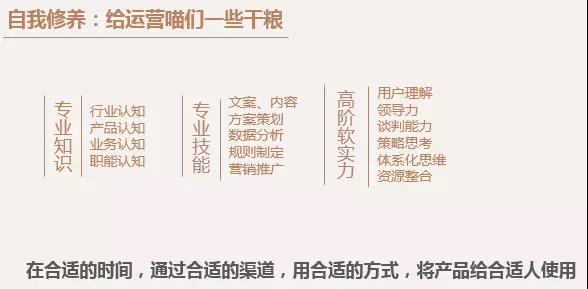 自我修养：给运营喵们一些干粮
专业知识
行业认知
产品认知
业务认知
职能认知
专业技能
文案、内容
方案策划
数据分析
规则制定
营销推广
高阶软实力
用户理解
领导力
谈判能力
策略思考
体系化思维
资源整合
在合适的时间，通过合适的渠道，用合适的方式，将产品给合适人使用